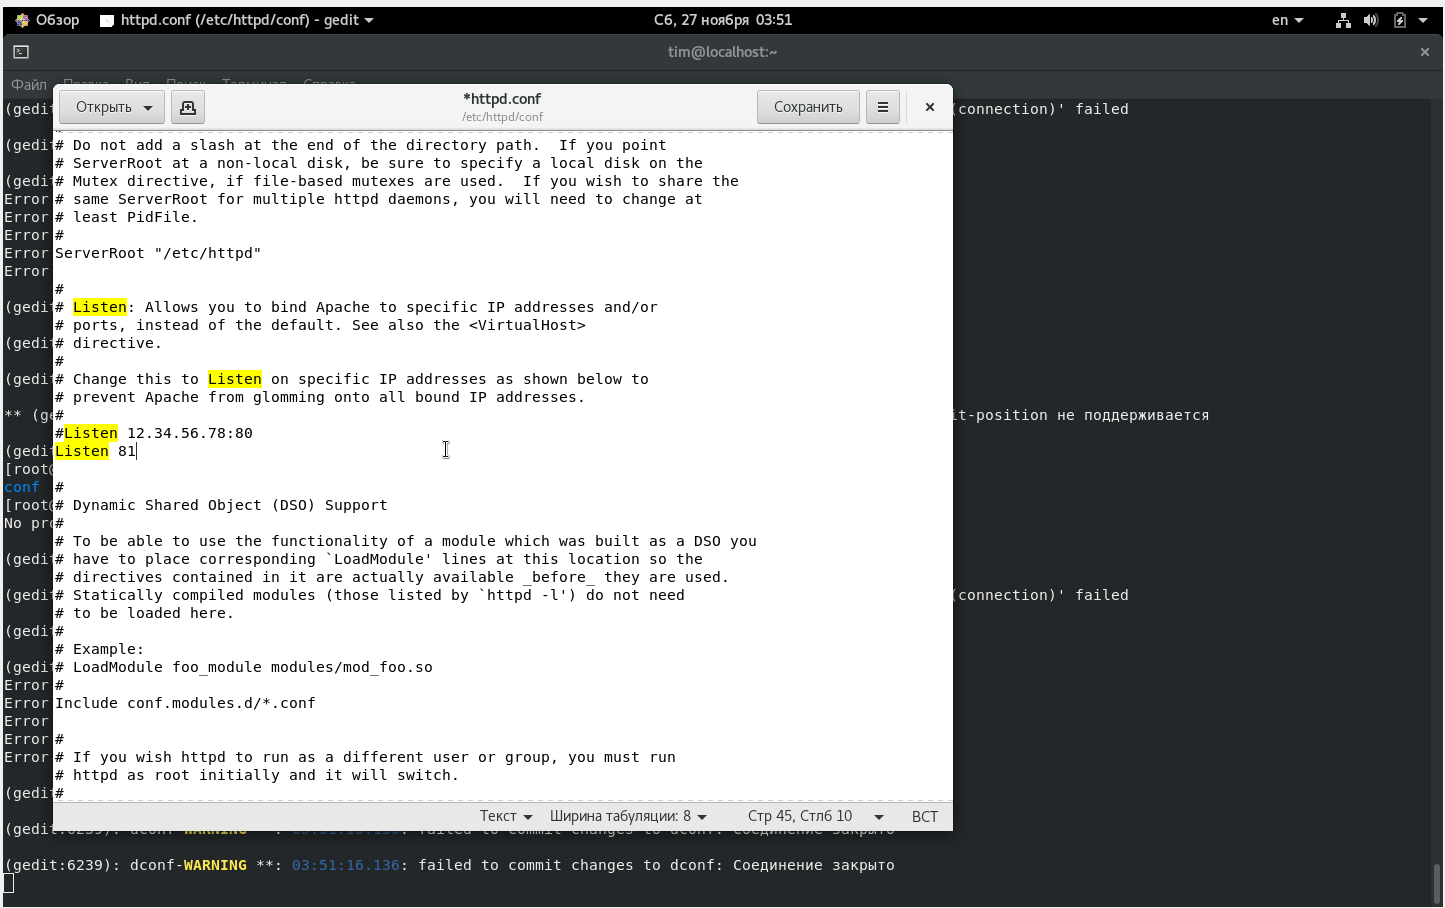 Обзор httpd.conf (/etc/httpd/conf) - gedit Сб, 27 ноября 03:51 en
tim@localhost:~
Файл Правка Вид Поиск Терминал Справка
Открыть *httpd.conf Сохранить
/etc/httpd/conf
(gedit (connection)' failed
#
(gedit # Do not add a slash at the end of the directory path.  If you point
# ServerRoot at a non-local disk, be sure to specify a local disk on the
(gedit # Mutex directive, if file-based mutexes are used.  If you wish to share the
Error # same ServerRoot for multiple httpd daemons, you will need to change at
Error # least PidFile.
Error #
Error ServerRoot "/etc/httpd"
Error
#
(gedit # Listen: Allows you to bind Apache to specific IP addresses and/or
# ports, instead of the default. See also the <VirtualHost>
(gedit # directive.
#
(gedit # Change this to Listen on specific IP addresses as shown below to
# prevent Apache from glomming onto all bound IP addresses.
** (ge # it-position не поддерживается
#Listen 12.34.56.78:80
(gedit Listen 81
[root@
conf #
[root@ # Dynamic Shared Object (DSO) Support
No pro #
# To be able to use the functionality of a module which was built as a DSO you
(gedit # have to place corresponding `LoadModule' lines at this location so the
# directives contained in it are actually available _before_ they are used.
(gedit # Statically compiled modules (those listed by `httpd -l') do not need (connection)' failed
# to be loaded here.
(gedit #
# Example:
(gedit # LoadModule foo_module modules/mod_foo.so
Error #
Error Include conf.modules.d/*.conf
Error
Error #
Error # If you wish httpd to run as a different user or group, you must run
# httpd as root initially and it will switch.
(gedit #
Текст Ширина табуляции: 8 Стр 45, Стлб 10 ВСТ
(gedit:6239): dconf-WARNING **: 03:51:16.136: failed to commit changes to dconf: Соединение закрыто
(gedit:6239): dconf-WARNING **: 03:51:16.136: failed to commit changes to dconf: Соединение закрыто